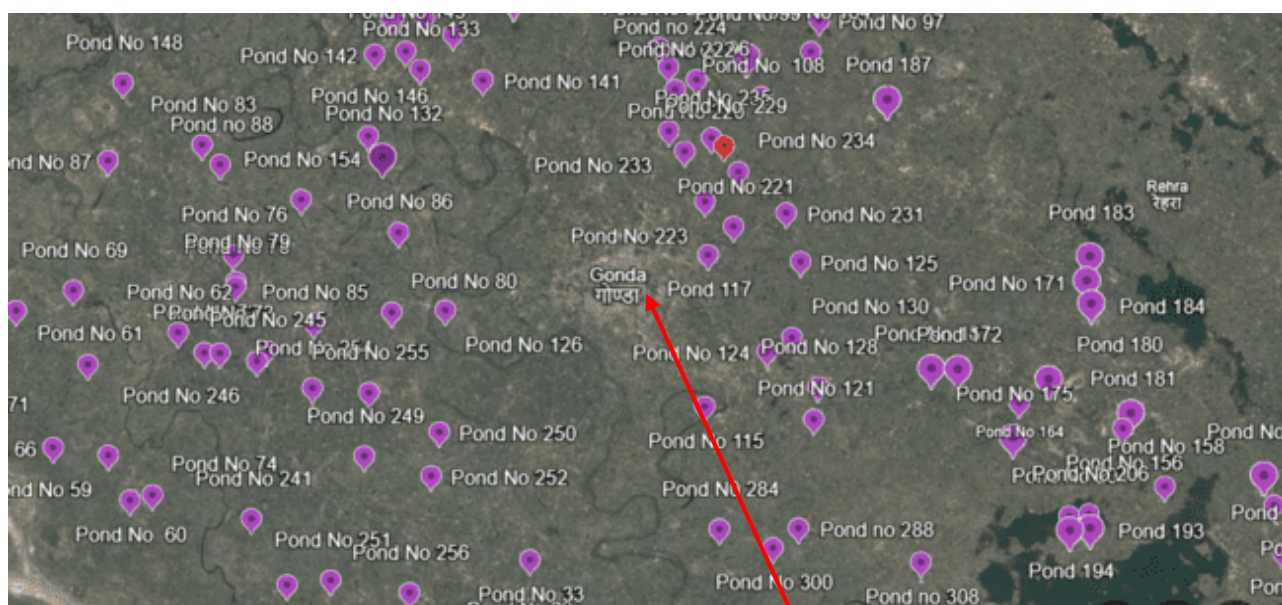 Pond No 133
Pond No 148
Pond No 142
Pond No 141
Pond No 146
Pond No 132
Pond No 83
Pond no 88
Pond No 154
Pond No 86
Pond No 76
Pond No 79
Pond No 69
Pond No 62
Pond No 61
Pond No 85
Pond No 80
Pond No 245
Pond No 255
Pond No 126
Pond No 246
Pond No 249
Pond No 250
Pond No 252
Pond No 74
Pond No 241
Pond No 60
Pond No 251
Pond No 256
Pond No 33
Pond no 224
Pond No 97
Pond No 108
Pond 187
Pond No 235
Pond No 229
Pond No 234
Pond No 233
Pond No 221
Pond No 231
Pond No 223
Pond No 125
Gonda
गोण्डा
Pond 117
Pond No 130
Pond No 124
Pond No 128
Pond No 121
Pond No 115
Pond No 284
Pond no 288
Pond No 300
Pond no 308
Rehra
रेहरा
Pond 183
Pond No 171
Pond 184
Pond 172
Pond 180
Pond 181
Pond No 175
Pond No 164
Pond No 158
Pond No 156
Pond No 206
Pond 193
Pond 194